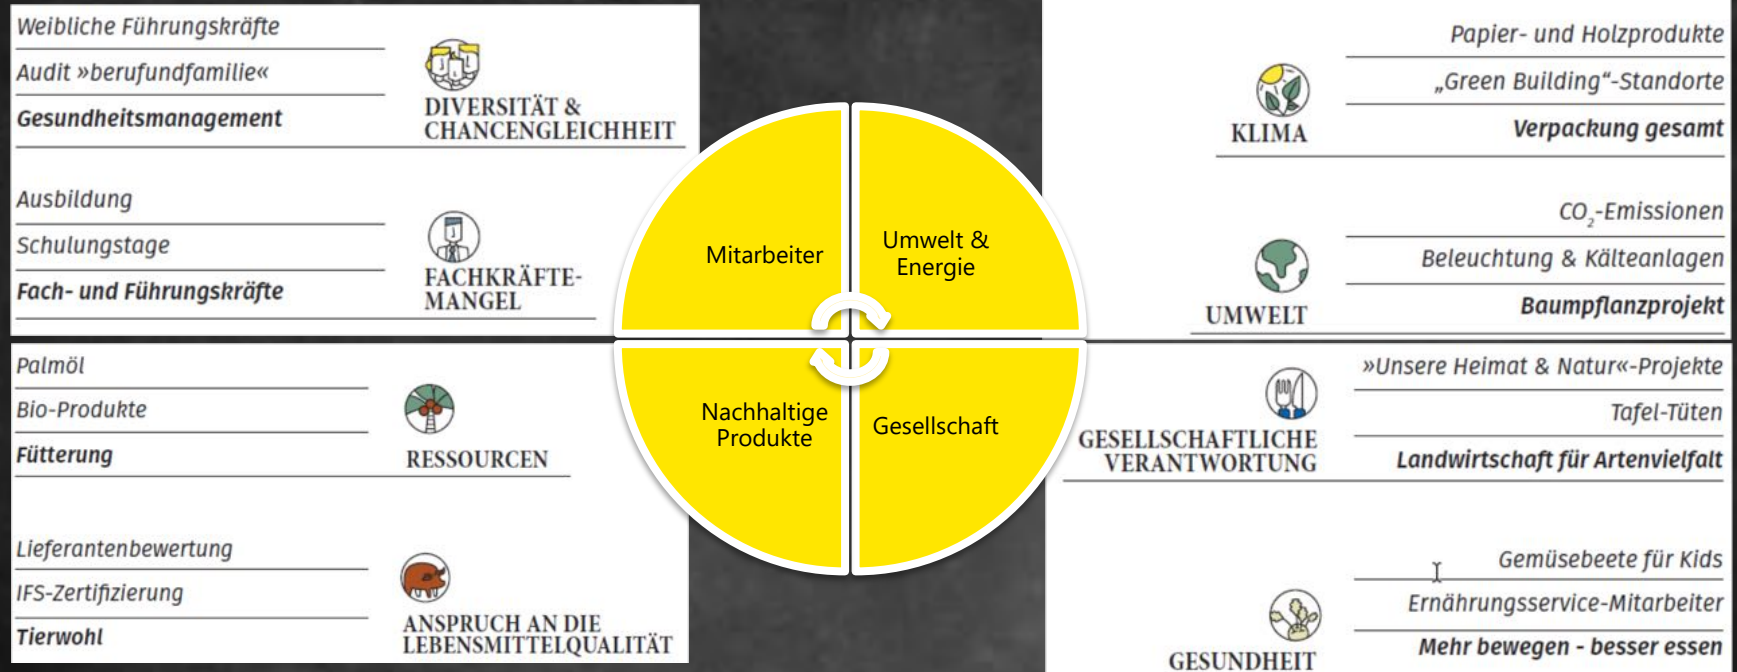 Weibliche Führungskräfte
Audit »berufundfamilie«
Gesundheitsmanagement
DIVERSITÄT &
CHANCENGLEICHHEIT
Ausbildung
Schulungstage
Fach- und Führungskräfte
FACHKRÄFTE-
MANGEL
Papier- und Holzprodukte
„Green Building“-Standorte
Verpackung gesamt
KLIMA
CO₂-Emissionen
Beleuchtung & Kälteanlagen
Baumpflanzprojekt
UMWELT
Mitarbeiter
Umwelt &
Energie
Nachhaltige
Produkte
Gesellschaft
Palmöl
Bio-Produkte
Fütterung
RESSOURCEN
Lieferantenbewertung
IFS-Zertifizierung
Tierwohl
ANSPRUCH AN DIE
LEBENSMITTELQUALITÄT
»Unsere Heimat & Natur«-Projekte
Tafel-Tüten
Landwirtschaft für Artenvielfalt
GESELLSCHAFTLICHE
VERANTWORTUNG
Gemüsebeete für Kids
Ernährungsservice-Mitarbeiter
Mehr bewegen - besser essen
GESUNDHEIT